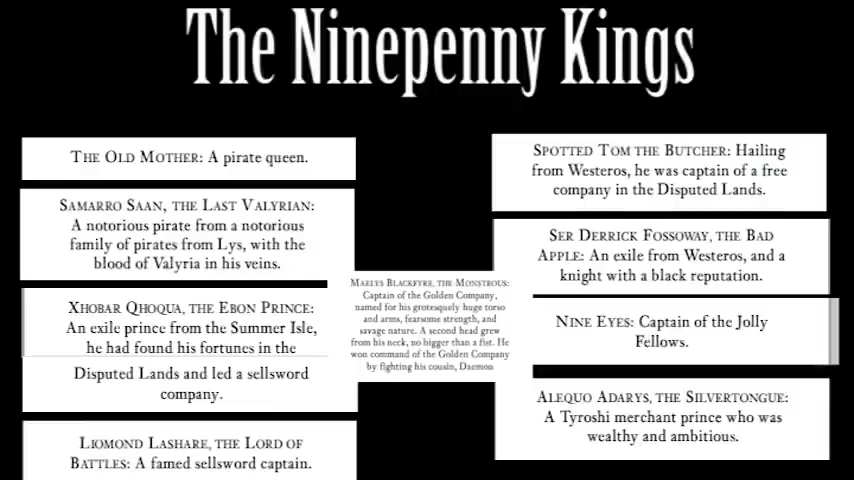 The Ninepenny Kings
The Old Mother: A pirate queen.
Samarro Saan, the Last Valyrian:
A notorious pirate from a notorious
family of pirates from Lys, with the
blood of Valyria in his veins.
Xhobar Qhoqua, the Ebon Prince:
An exile prince from the Summer Isle,
he had found his fortunes in the
Disputed Lands and led a sellsword
company.
Liomond Lashare, the Lord of
Battles: A famed sellsword captain.
Maelys Blackfyre, the Monstrous:
Captain of the Golden Company,
named for his grotesquely huge torso
and arms, fearsome strength, and
savage nature. A second head grew
from his neck, no bigger than a fist. He
won command of the Golden Company
by fighting his cousin, Daemon
Spotted Tom the Butcher: Hailing
from Westeros, he was captain of a free
company in the Disputed Lands.
Ser Derrick Fossoway, the Bad
Apple: An exile from Westeros, and a
knight with a black reputation.
Nine Eyes: Captain of the Jolly
Fellows.
Alequo Adarys, the Silvertongue:
A Tyroshi merchant prince who was
wealthy and ambitious.